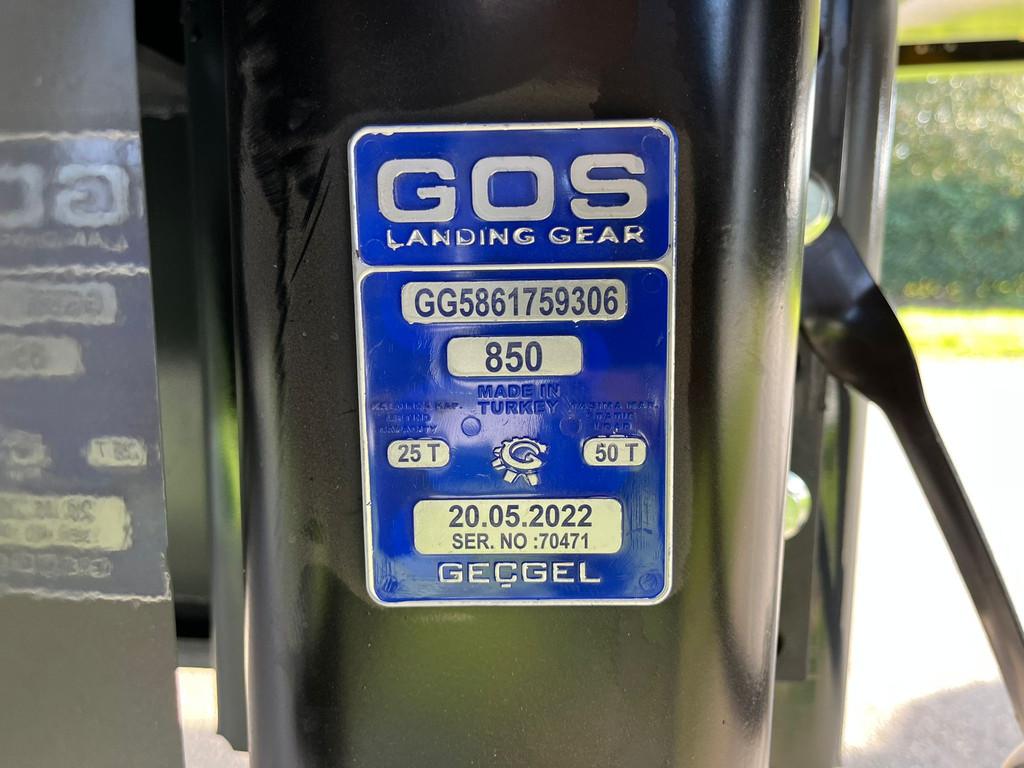 GOS
LANDING GEAR
GG5861759306
850
MADE IN
TURKEY
25 T
50 T
20.05.2022
SER. NO :70471
GEÇGEL